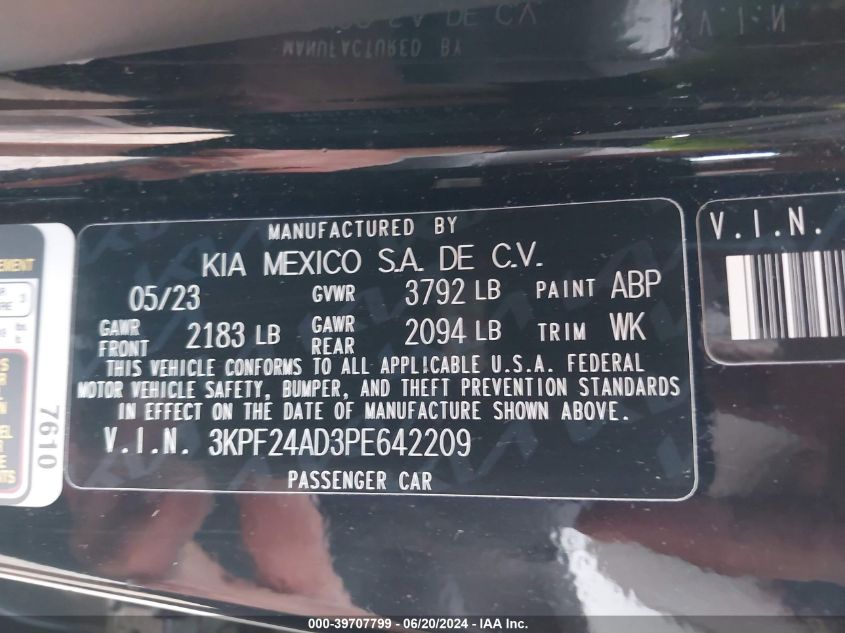 MANUFACTURED BY
KIA MEXICO S.A. DE C.V.
05/23 GVWR 3792 LB PAINT ABP
GAWR FRONT 2183 LB GAWR REAR 2094 LB TRIM WK
THIS VEHICLE CONFORMS TO ALL APPLICABLE U.S.A. FEDERAL
MOTOR VEHICLE SAFETY, BUMPER, AND THEFT PREVENTION STANDARDS
IN EFFECT ON THE DATE OF MANUFACTURE SHOWN ABOVE.
V.I.N. 3KPF24AD3PE642209
PASSENGER CAR
V.I.N.
7610
000-39707799 - 06/20/2024 - IAA Inc.